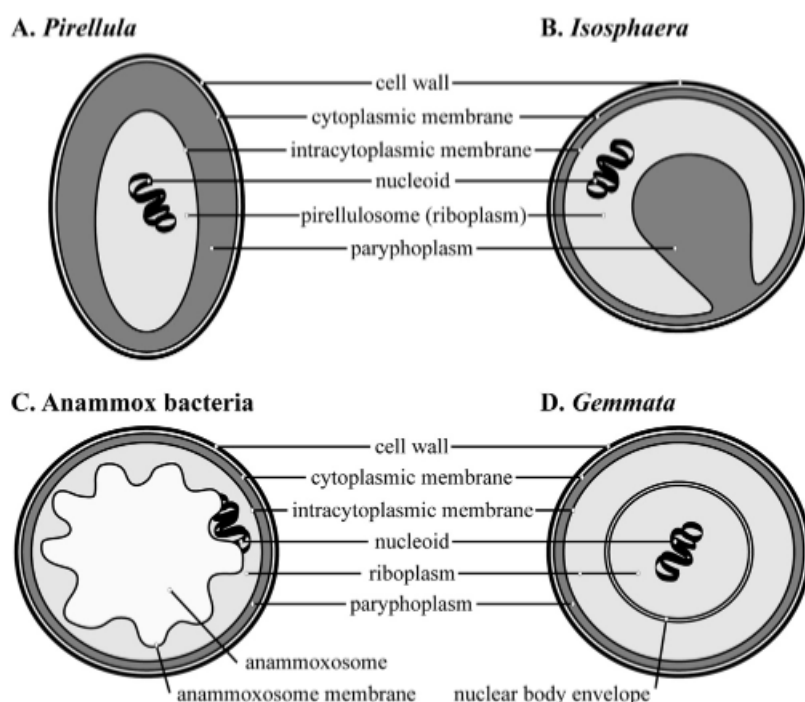 A. Pirellula
B. Isosphaera
cell wall
cytoplasmic membrane
intracytoplasmic membrane
nucleoid
pirellulosome (riboplasm)
paryphoplasm
C. Anammox bacteria
D. Gemmata
cell wall
cytoplasmic membrane
intracytoplasmic membrane
nucleoid
riboplasm
paryphoplasm
anammoxosome
anammoxosome membrane
nuclear body envelope